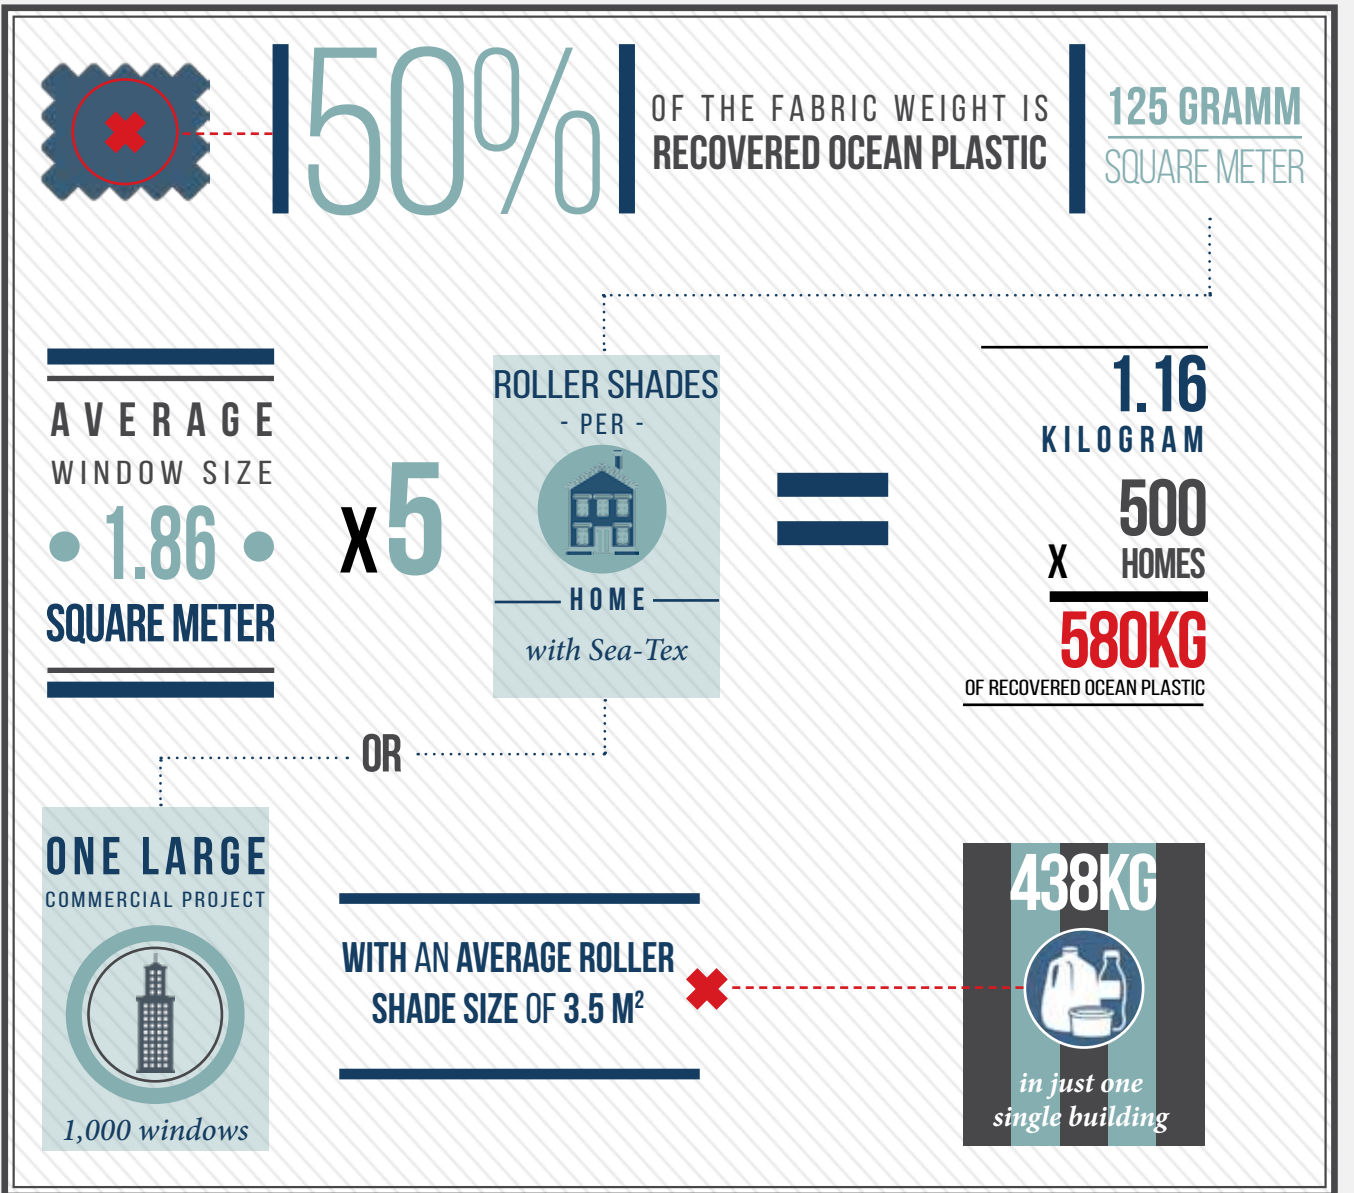 50%
OF THE FABRIC WEIGHT IS
RECOVERED OCEAN PLASTIC
125 GRAMM
SQUARE METER
AVERAGE
WINDOW SIZE
• 1.86 •
SQUARE METER
X5
ROLLER SHADES
- PER -
HOME
with Sea-Tex
=
1.16
KILOGRAM
500
X HOMES
580KG
OF RECOVERED OCEAN PLASTIC
OR
ONE LARGE
COMMERCIAL PROJECT
1,000 windows
WITH AN AVERAGE ROLLER
SHADE SIZE OF 3.5 M²
438KG
in just one
single building